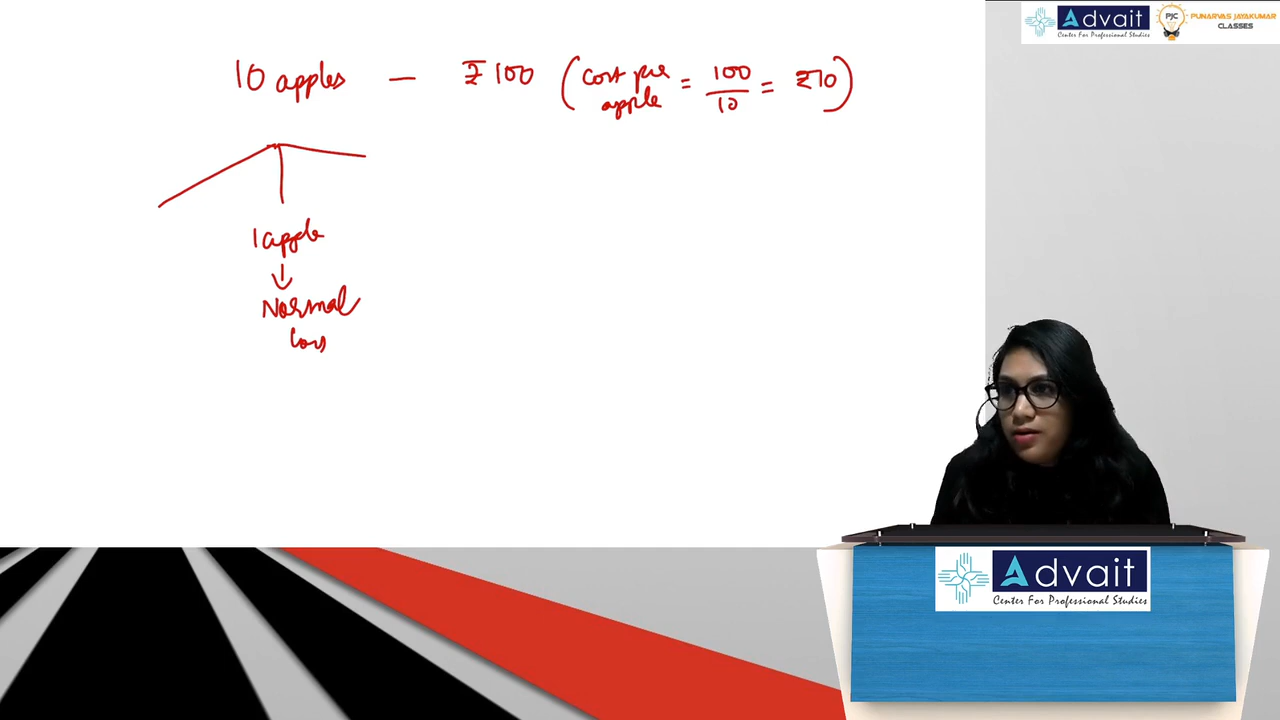 Advait
Center For Professional Studies
PJC
PUNARVAS JAYAKUMAR
CLASSES
10 apples — ₹ 100 (cost per apple = 100/10 = ₹10)
1 apple
↓
Normal
loss
Advait
Center For Professional Studies